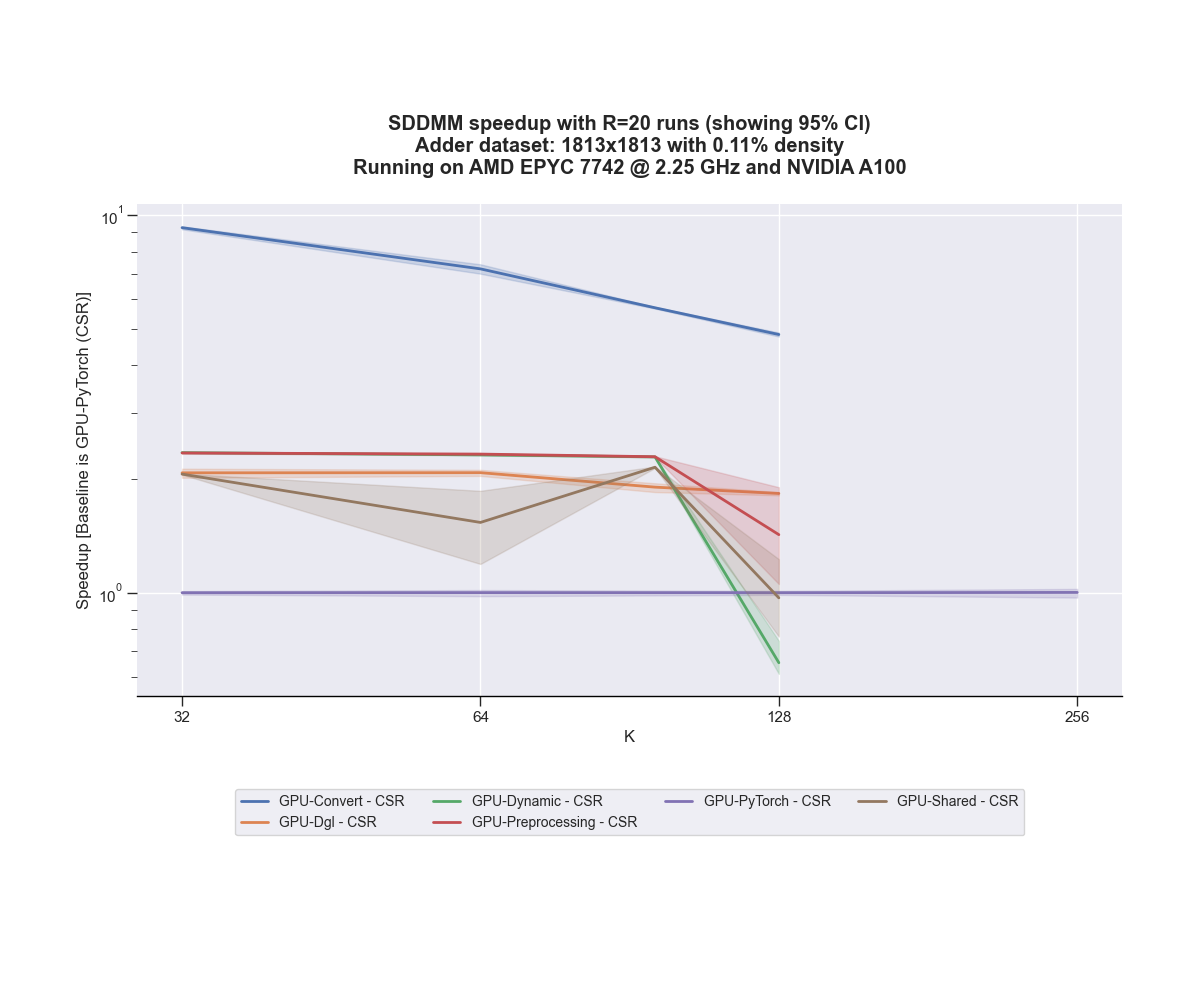 SDDMM speedup with R=20 runs (showing 95% CI)
Adder dataset: 1813x1813 with 0.11% density
Running on AMD EPYC 7742 @ 2.25 GHz and NVIDIA A100
Speedup [Baseline is GPU-PyTorch (CSR)]
10^1
10^0
32 64 128 256
K
GPU-Convert - CSR GPU-Dynamic - CSR GPU-PyTorch - CSR GPU-Shared - CSR
GPU-Dgl - CSR GPU-Preprocessing - CSR